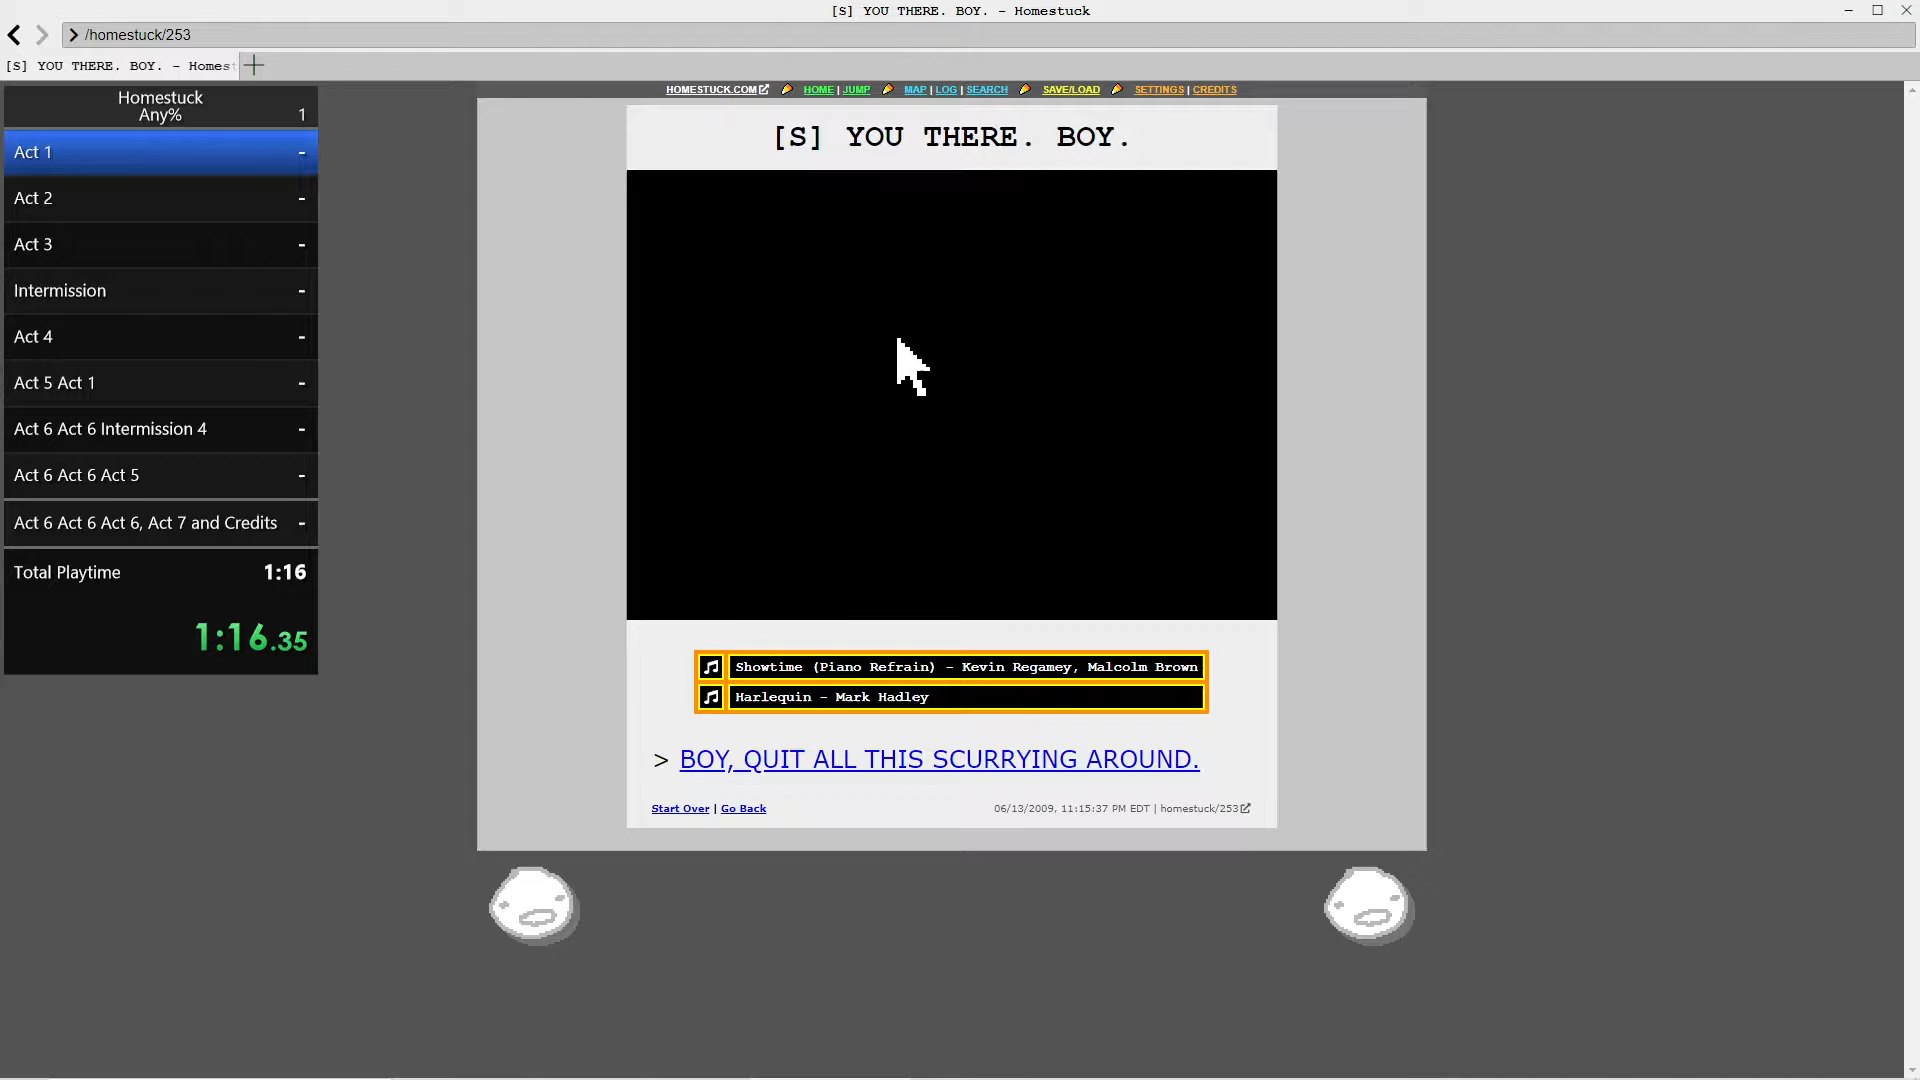 [S] YOU THERE. BOY. - Homestuck
/homestuck/253
[S] YOU THERE. BOY. - Homes
HOMESTUCK.COM HOME | JUMP MAP | LOG | SEARCH SAVE/LOAD SETTINGS | CREDITS
Homestuck
Any% 1
Act 1 -
Act 2 -
Act 3 -
Intermission -
Act 4 -
Act 5 Act 1 -
Act 6 Act 6 Intermission 4 -
Act 6 Act 6 Act 5 -
Act 6 Act 6 Act 6, Act 7 and Credits -
Total Playtime 1:16
1:16.35
[S] YOU THERE. BOY.
Showtime (Piano Refrain) - Kevin Regamey, Malcolm Brown
Harlequin - Mark Hadley
> BOY, QUIT ALL THIS SCURRYING AROUND.
Start Over | Go Back 06/13/2009, 11:15:37 PM EDT | homestuck/253